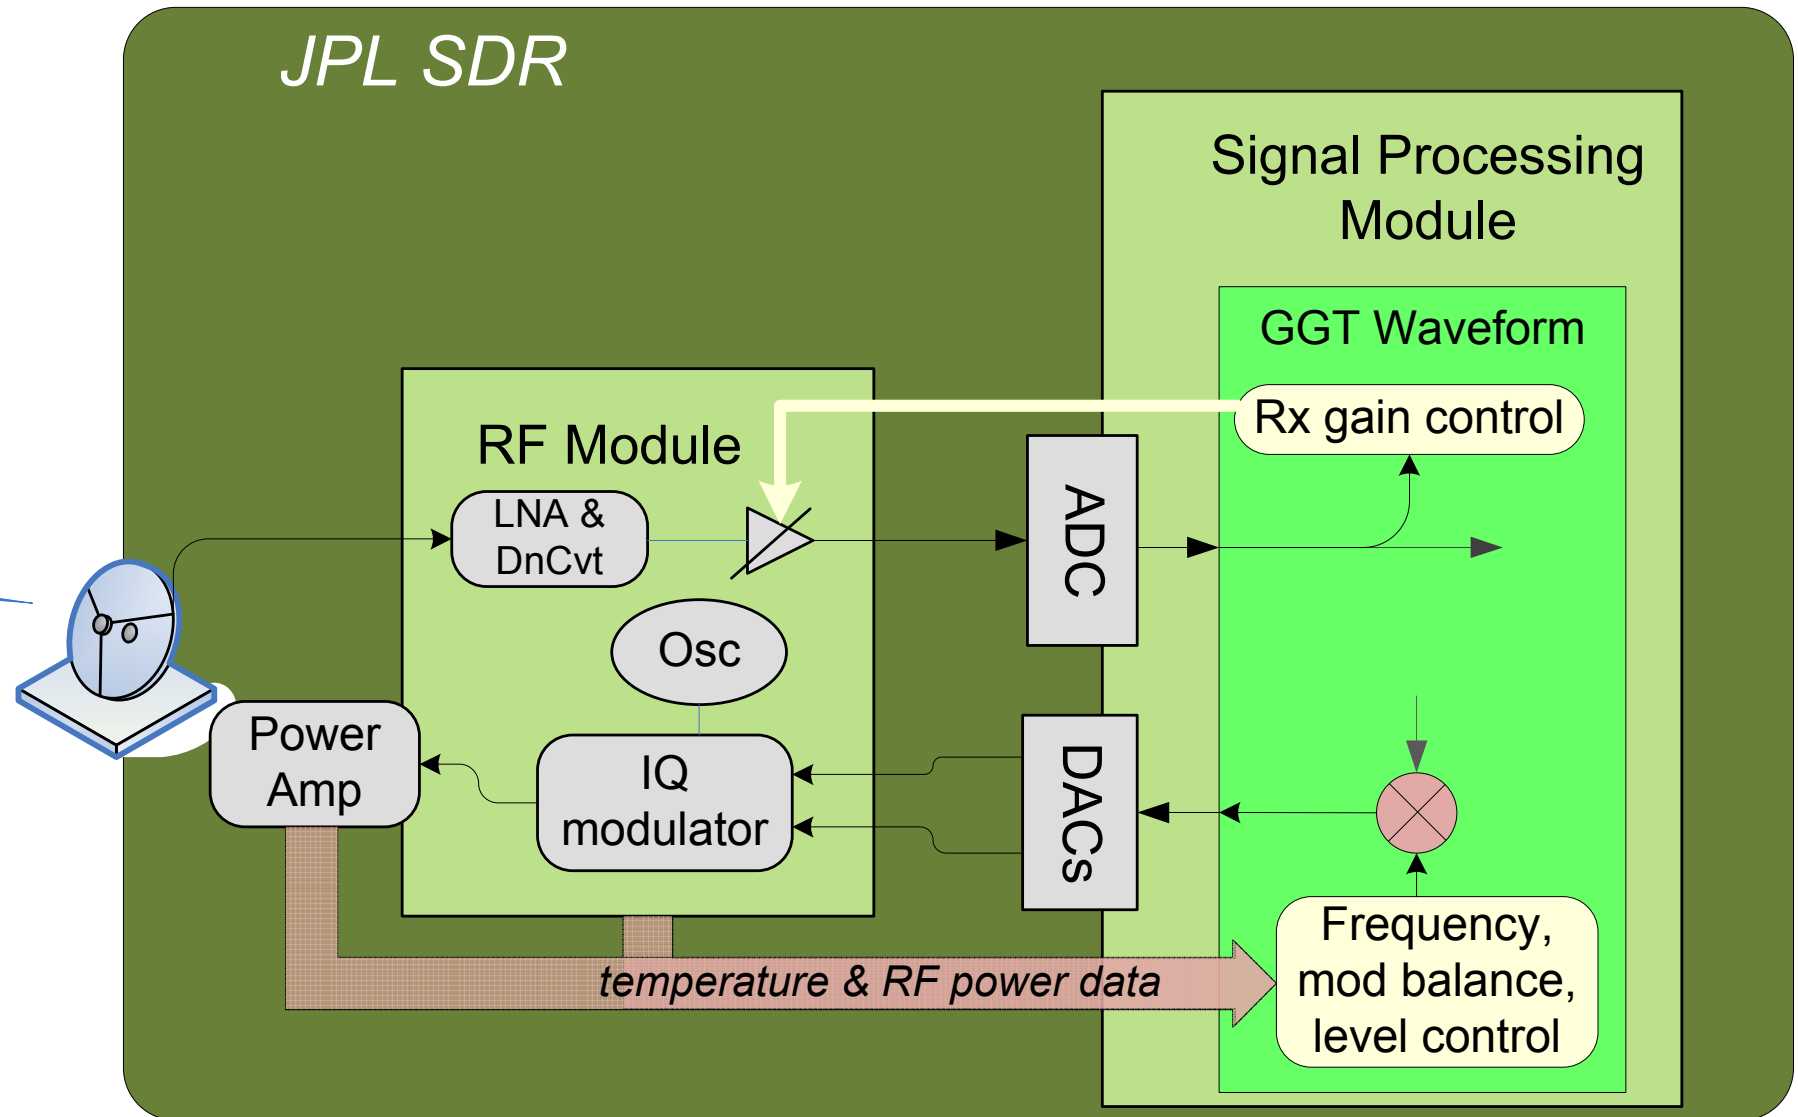 JPL SDR
Signal Processing
Module
GGT Waveform
Rx gain control
RF Module
LNA &
DnCvt
ADC
Osc
Power
Amp
IQ
modulator
DACs
Frequency,
mod balance,
level control
temperature & RF power data